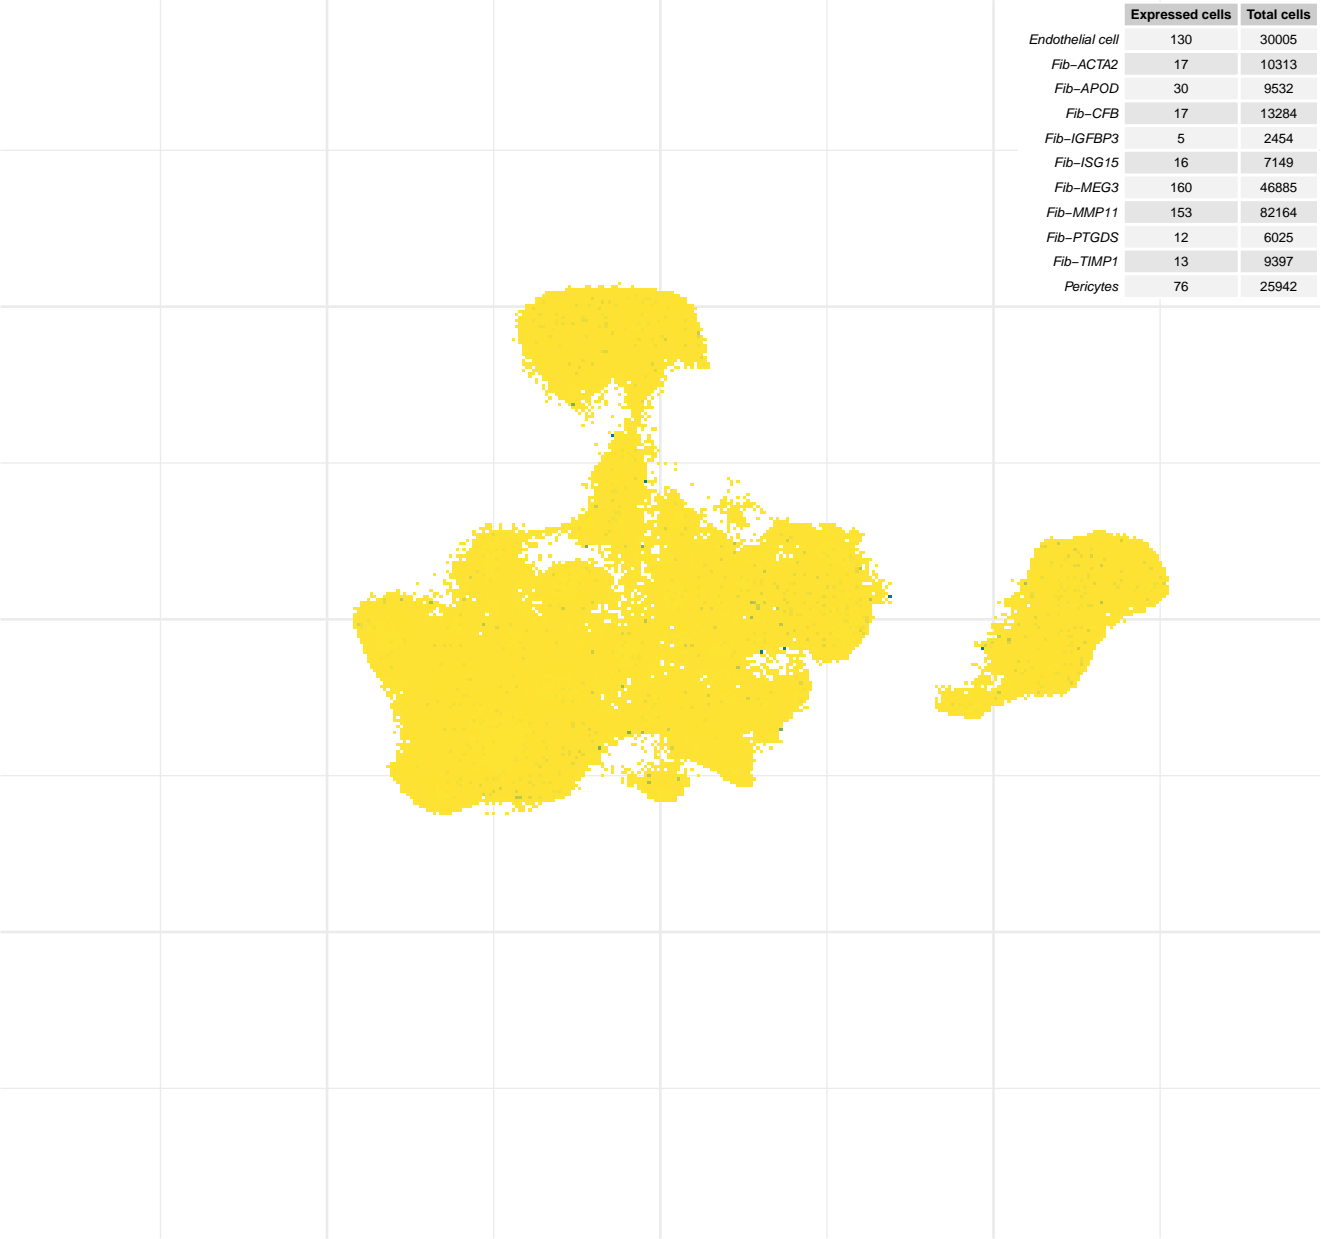 Expressed cells Total cells
Endothelial cell 130 30005
Fib−ACTA2 17 10313
Fib−APOD 30 9532
Fib−CFB 17 13284
Fib−IGFBP3 5 2454
Fib−ISG15 16 7149
Fib−MEG3 160 46885
Fib−MMP11 153 82164
Fib−PTGDS 12 6025
Fib−TIMP1 13 9397
Pericytes 76 25942